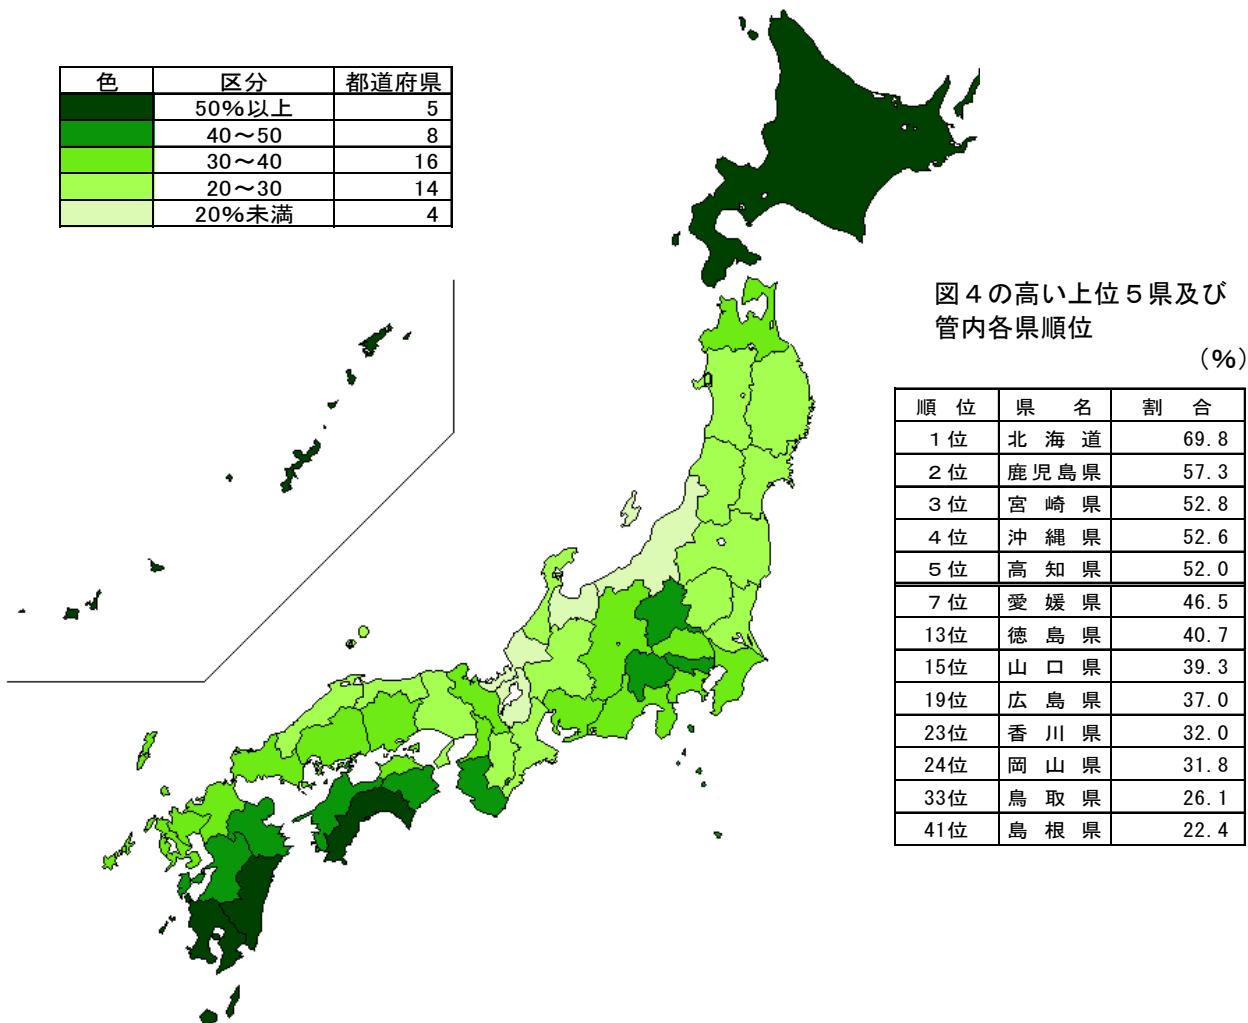 色 区分 都道府県
50%以上 5
40～50 8
30～40 16
20～30 14
20%未満 4
図４の高い上位５県及び
管内各県順位
(%)
順位 県名 割合
1位 北海道 69.8
2位 鹿児島県 57.3
3位 宮崎県 52.8
4位 沖縄県 52.6
5位 高知県 52.0
7位 愛媛県 46.5
13位 徳島県 40.7
15位 山口県 39.3
19位 広島県 37.0
23位 香川県 32.0
24位 岡山県 31.8
33位 鳥取県 26.1
41位 島根県 22.4